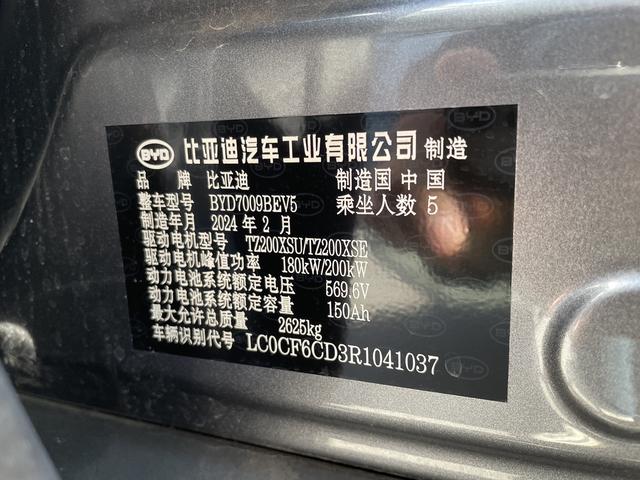 BYD 比亚迪汽车工业有限公司 制造
品 牌 比亚迪 制造国 中 国
整车型号 BYD7009BEV5 乘坐人数 5
制造年月 2024 年 2 月
驱动电机型号 TZ200XSU/TZ200XSE
驱动电机峰值功率 180kW/200kW
动力电池系统额定电压 569.6V
动力电池系统额定容量 150Ah
最大允许总质量 2625kg
车辆识别代号 LC0CF6CD3R1041037